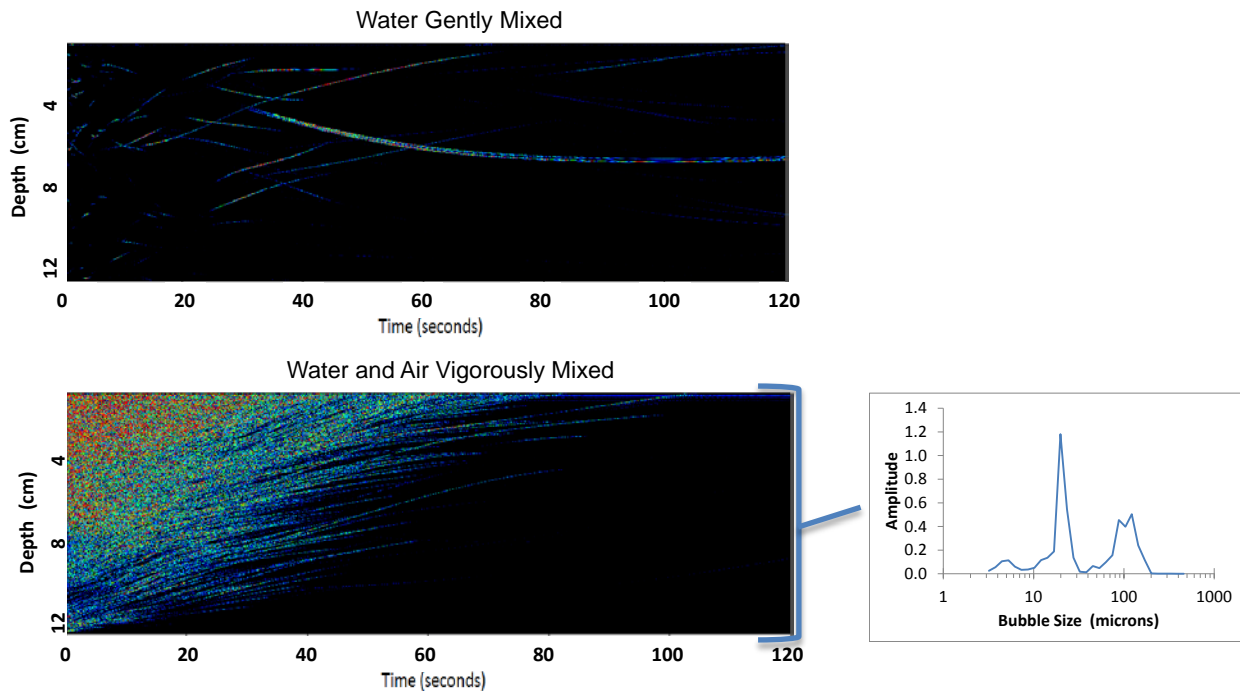 Water Gently Mixed
Depth (cm)
4
8
12
0 20 40 60 80 100 120
Time (seconds)
Water and Air Vigorously Mixed
Depth (cm)
4
8
12
0 20 40 60 80 100 120
Time (seconds)
Amplitude
1.4
1.2
1.0
0.8
0.6
0.4
0.2
0.0
1 10 100 1000
Bubble Size (microns)